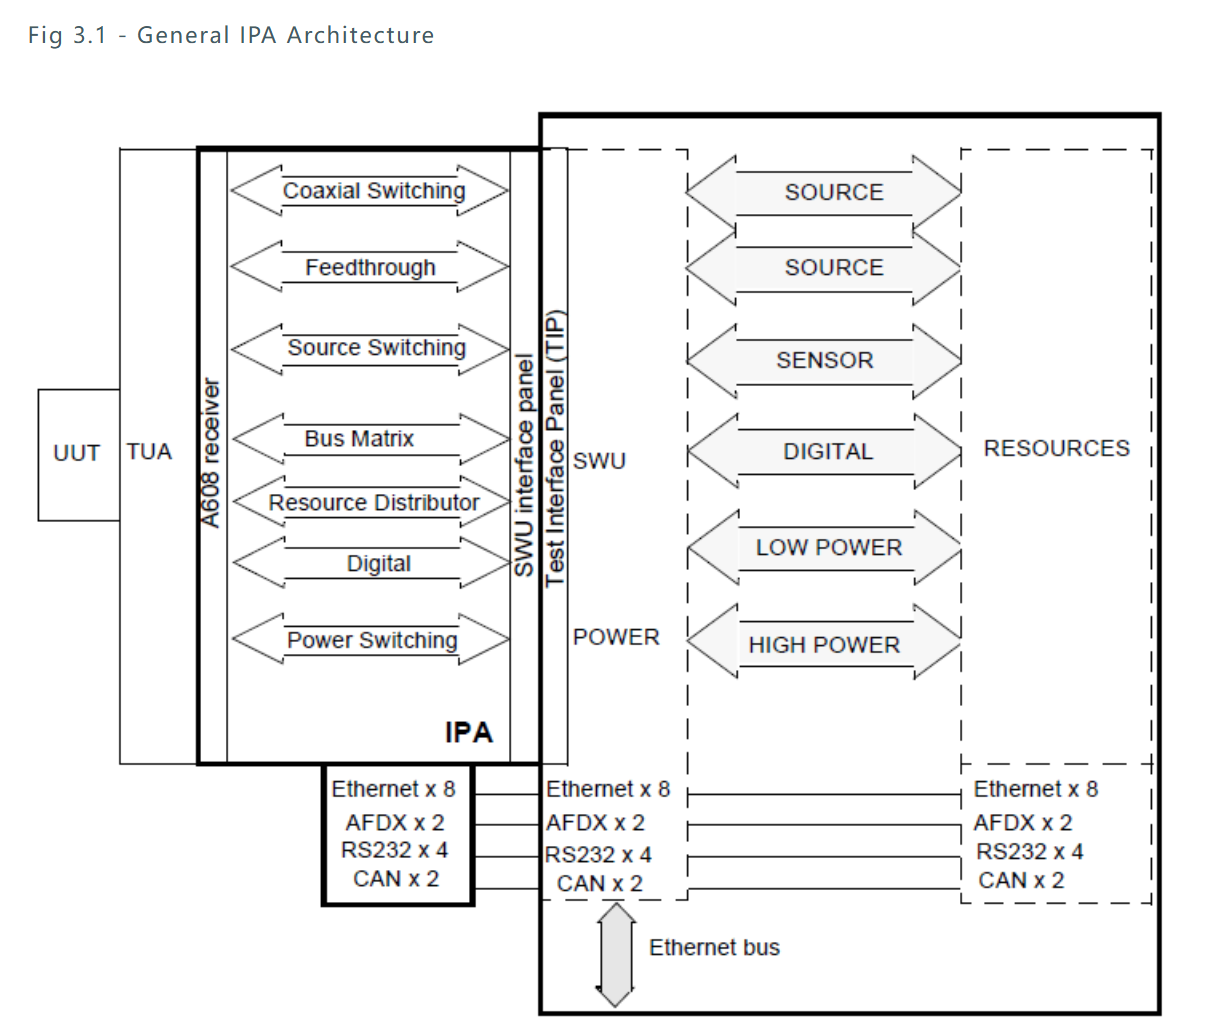 Fig 3.1 - General IPA Architecture
Coaxial Switching
Feedthrough
Source Switching
Bus Matrix
Resource Distributor
Digital
Power Switching
IPA
UUT
TUA
A608 receiver
SWU interface panel
Test Interface Panel (TIP)
SWU
POWER
SOURCE
SOURCE
SENSOR
DIGITAL
LOW POWER
HIGH POWER
RESOURCES
Ethernet x 8
AFDX x 2
RS232 x 4
CAN x 2
Ethernet x 8
AFDX x 2
RS232 x 4
CAN x 2
Ethernet x 8
AFDX x 2
RS232 x 4
CAN x 2
Ethernet bus